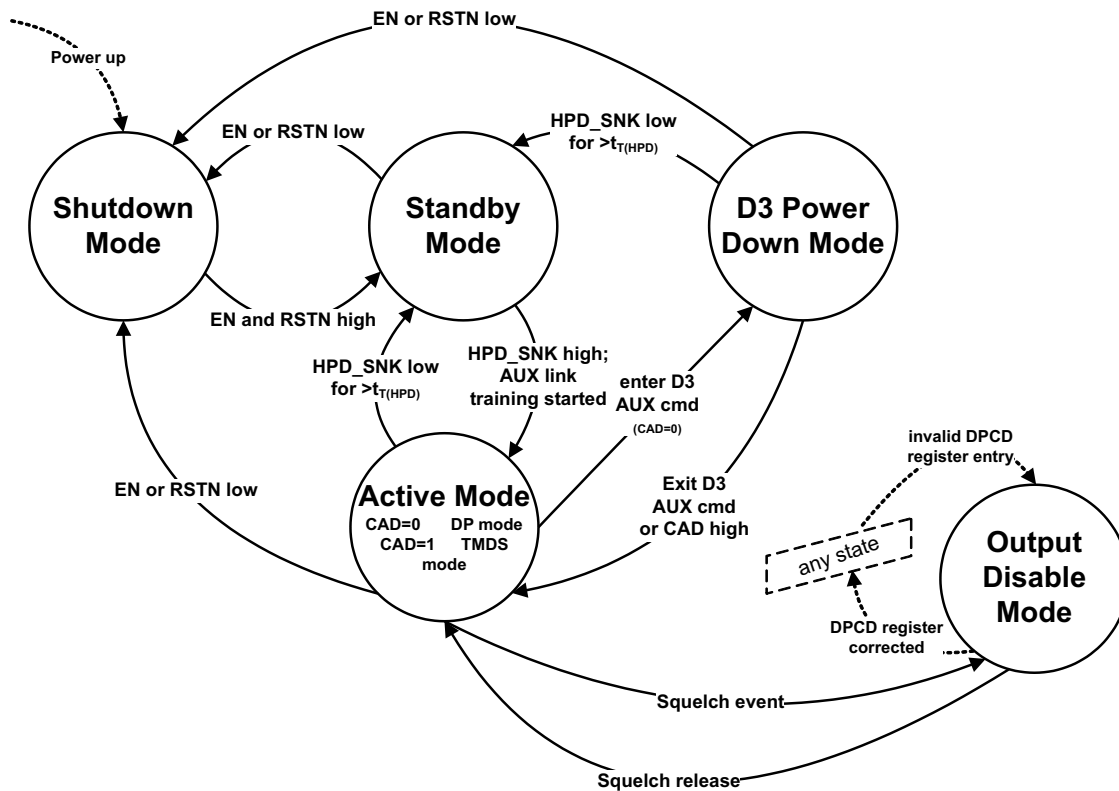 EN or RSTN low
Power up
EN or RSTN low
HPD_SNK low
for >tT(HPD)
Shutdown
Mode
Standby
Mode
D3 Power
Down Mode
EN and RSTN high
HPD_SNK low
for >tT(HPD)
HPD_SNK high;
AUX link
training started
enter D3
AUX cmd
(CAD=0)
invalid DPCD
register entry
EN or RSTN low
Active Mode
CAD=0 DP mode
CAD=1 TMDS
mode
Exit D3
AUX cmd
or CAD high
any state
Output
Disable
Mode
DPCD register
corrected
Squelch event
Squelch release